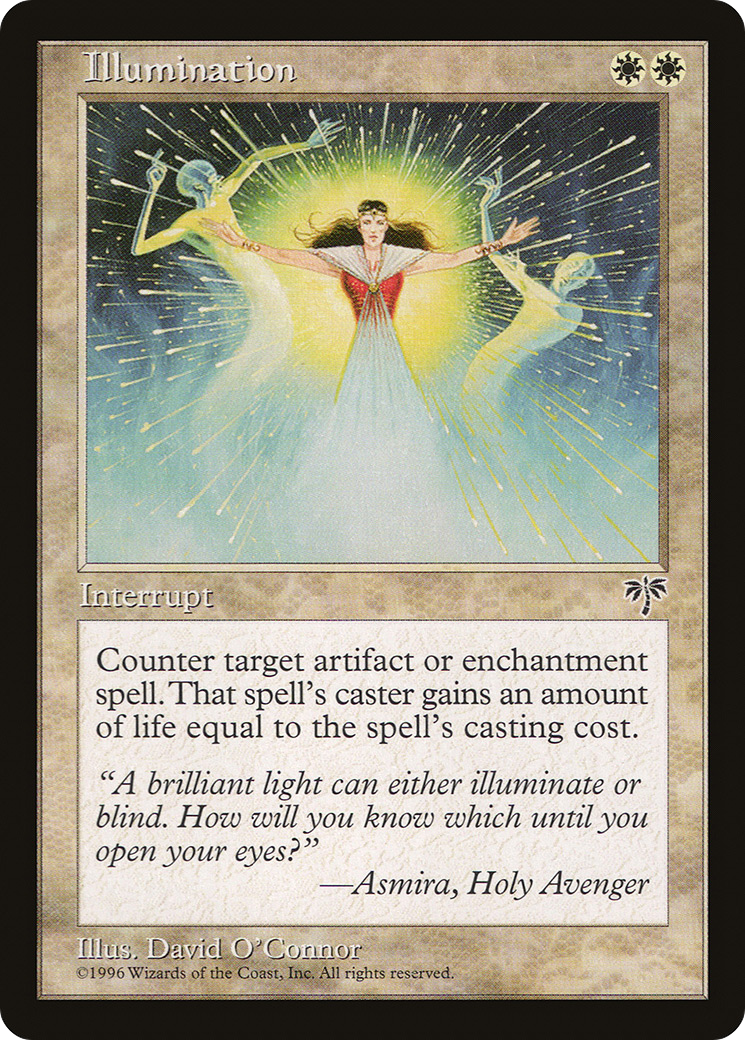 Illumination
Interrupt
Counter target artifact or enchantment
spell. That spell's caster gains an amount
of life equal to the spell's casting cost.
“A brilliant light can either illuminate or
blind. How will you know which until you
open your eyes?”
—Asmira, Holy Avenger
Illus. David O'Connor
©1996 Wizards of the Coast, Inc. All rights reserved.